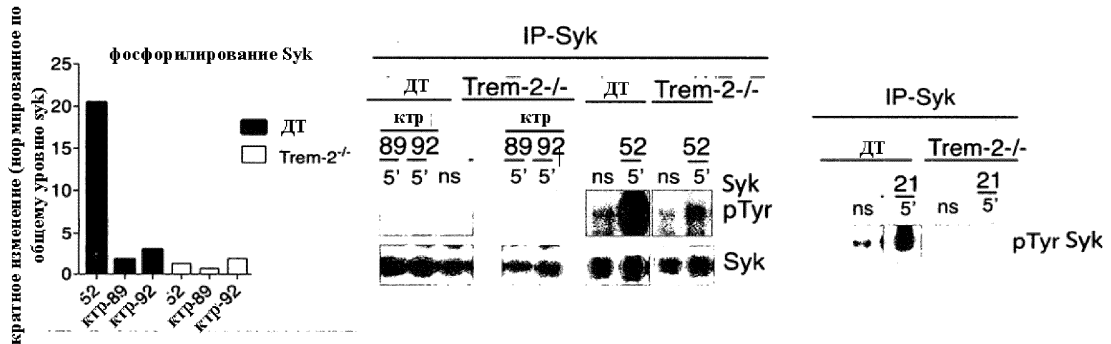 кратное изменение (нормированное по
общему уровню syk)
фосфорилирование Syk
25
20
15
10
5
0
52
ктр-89
ктр-92
52
ктр-89
ктр-92
ДТ
Trem-2-/-
IP-Syk
ДТ Trem-2-/- ДТ Trem-2-/-
ктр ктр
89 92 89 92 52 52
5' 5' ns 5' 5' ns 5' ns 5'
Syk
pTyr
Syk
IP-Syk
ДТ Trem-2-/-
21 21
ns 5' ns 5'
pTyr Syk